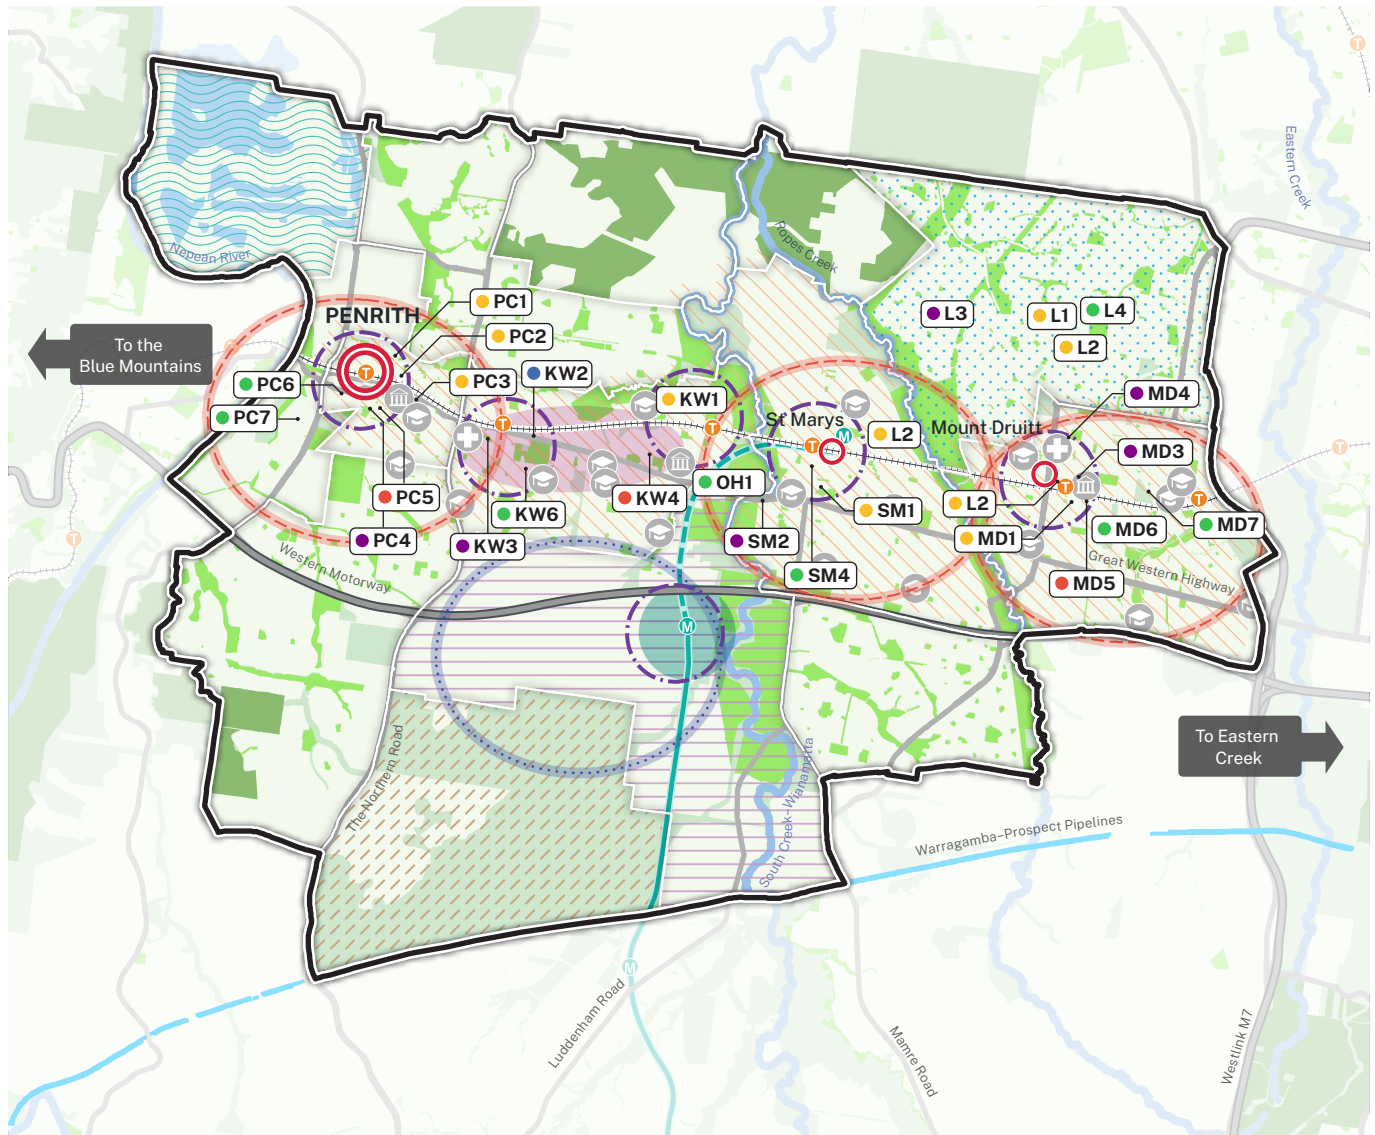 Eastern Creek
Ropes Creek
Nepean River
PC1
PENRITH
L3
L1
L4
PC2
To the
Blue Mountains
L2
T
PC3
KW2
PC6
MD4
KW1
PC7
St Marys
Mount Druitt
T
T
M
L2
T
MD3
OH1
PC5
KW4
L2
T
T
KW6
SM1
MD6
MD7
PC4
KW3
SM2
MD1
Western Motorway
SM4
Great Western Highway
MD5
M
The Northern Road
To Eastern
Creek
South Creek–Wianamatta
Warragamba–Prospect Pipelines
M
Luddenham Road
Mamre Road
Westlink M7
T
T
T
T